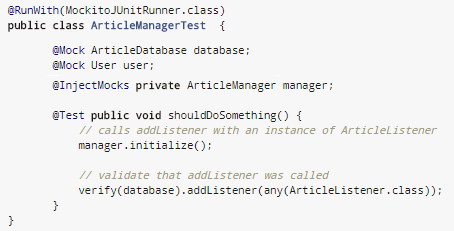 @RunWith(MockitoJUnitRunner.class)
public class ArticleManagerTest  {
@Mock ArticleDatabase database;
@Mock User user;
@InjectMocks private ArticleManager manager;
@Test public void shouldDoSomething() {
// calls addListener with an instance of ArticleListener
manager.initialize();
// validate that addListener was called
verify(database).addListener(any(ArticleListener.class));
}
}